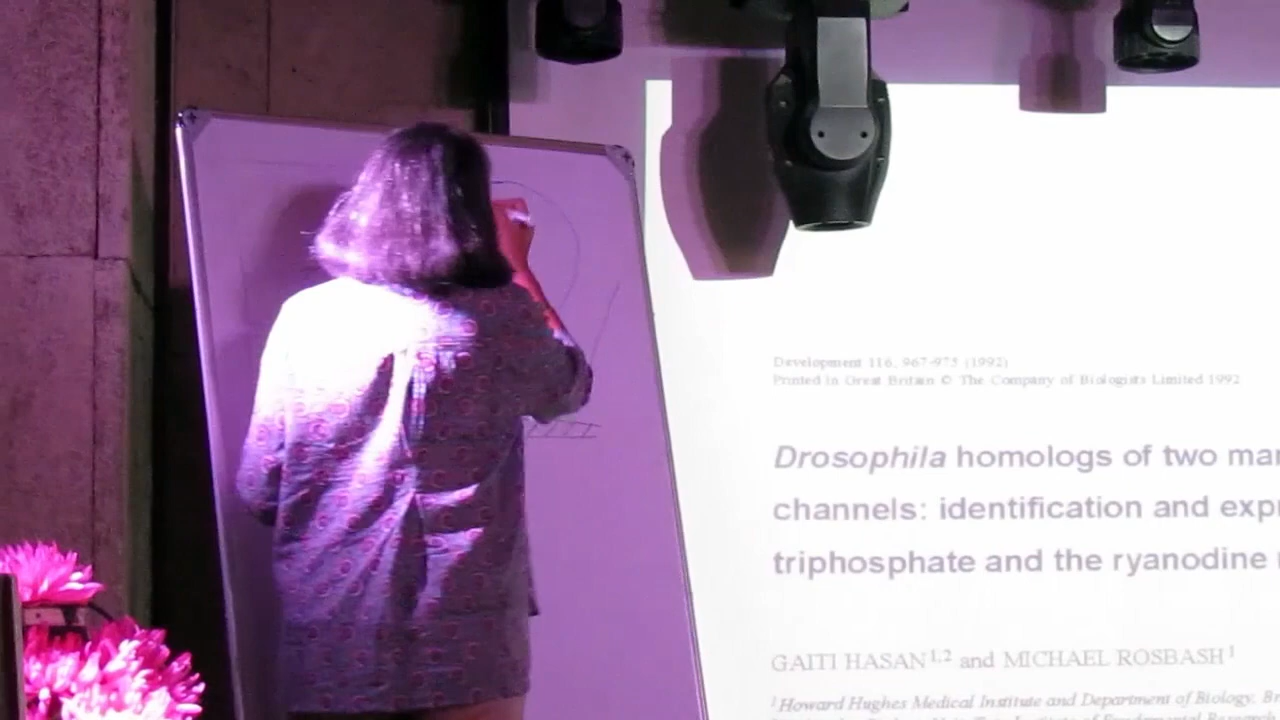 Development 116, 967-975 (1992)
Printed in Great Britain © The Company of Biologists Limited 1992
Drosophila homologs of two
channels: identification and
triphosphate and the ryanodine
GAITI HASAN1,2 and MICHAEL ROSBASH1
1Howard Hughes Medical Institute and Department of Biology,